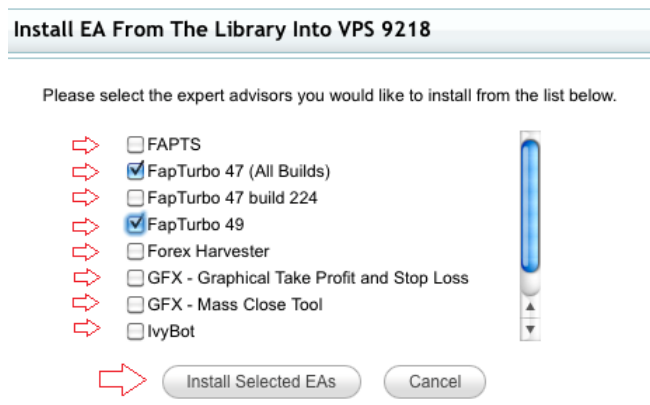 Install EA From The Library Into VPS 9218
Please select the expert advisors you would like to install from the list below.
FAPTS
FapTurbo 47 (All Builds)
FapTurbo 47 build 224
FapTurbo 49
Forex Harvester
GFX - Graphical Take Profit and Stop Loss
GFX - Mass Close Tool
IvyBot
Install Selected EAs Cancel